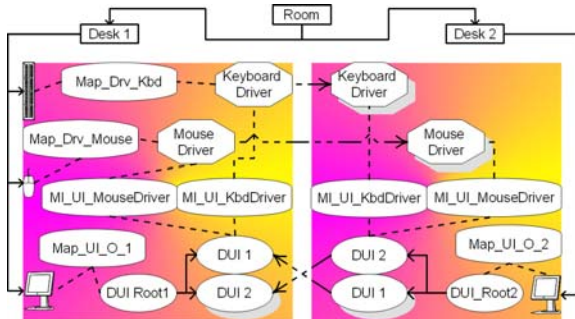 Room
Desk 1
Desk 2
Map_Drv_Kbd
Keyboard
Driver
Keyboard
Driver
Map_Drv_Mouse
Mouse
Driver
Mouse
Driver
MI_UI_MouseDriver
MI_UI_KbdDriver
MI_UI_KbdDriver
MI_UI_MouseDriver
Map_UI_O_1
DUI 1
DUI 2
Map_UI_O_2
DUI Root1
DUI 2
DUI 1
DUI_Root2